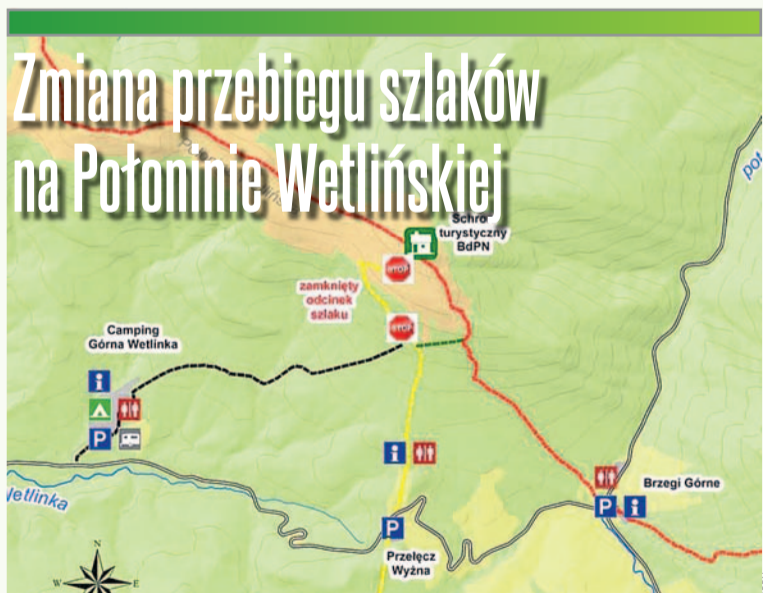 Zmiana przebiegu szlaków
na Połoninie Wetlińskiej
Schro
turystyczny
BdPN
STOP
zamknięty
odcinek
szlaku
STOP
Camping
Górna Wetlinka
i
P
i
Brzegi Górne
P
i
P
Przełęcz
Wyżna
N
W
E